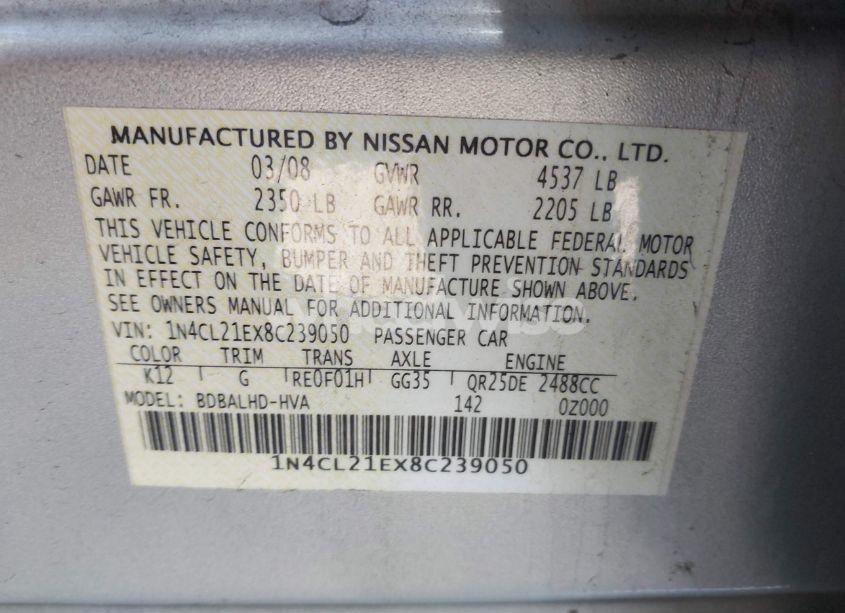 MANUFACTURED BY NISSAN MOTOR CO., LTD.
DATE 03/08 GVWR 4537 LB
GAWR FR. 2350 LB GAWR RR. 2205 LB
THIS VEHICLE CONFORMS TO ALL APPLICABLE FEDERAL MOTOR
VEHICLE SAFETY, BUMPER AND THEFT PREVENTION STANDARDS
IN EFFECT ON THE DATE OF MANUFACTURE SHOWN ABOVE.
SEE OWNERS MANUAL FOR ADDITIONAL INFORMATION.
VIN: 1N4CL21EX8C239050 PASSENGER CAR
COLOR TRIM TRANS AXLE ENGINE
K12 G RE0F01H GG35 QR25DE 2488CC
MODEL: BDBALHD-HVA 142 0Z000
1N4CL21EX8C239050